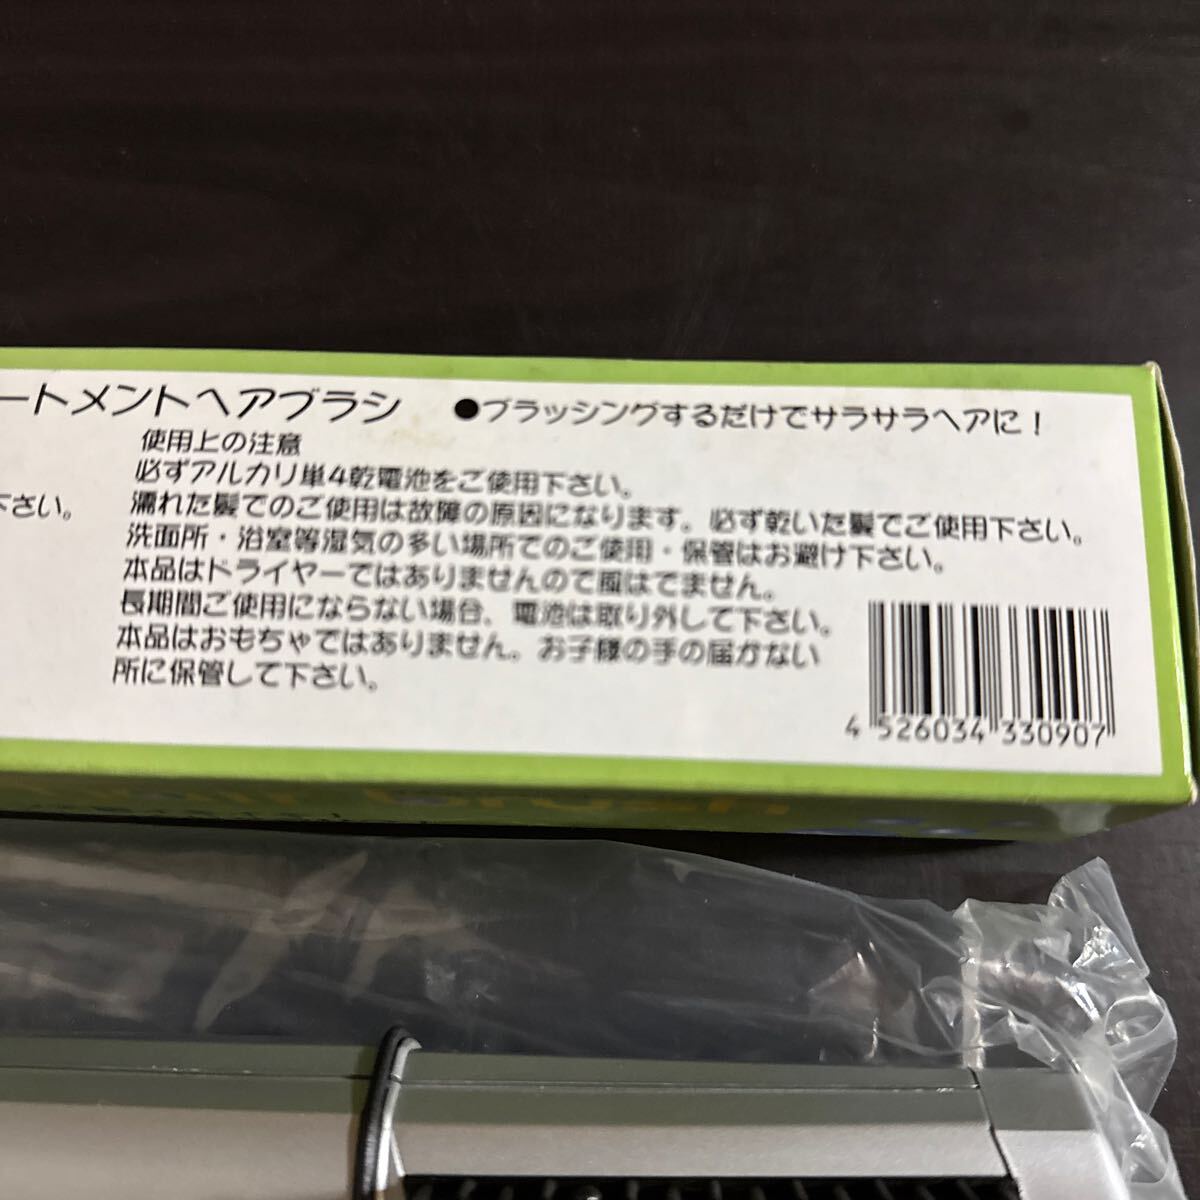 ートメントヘアブラシ ●ブラッシングするだけでサラサラヘアに!
使用上の注意
必ずアルカリ単4乾電池をご使用下さい。
下さい。
濡れた髪でのご使用は故障の原因になります。必ず乾いた髪でご使用下さい。
洗面所・浴室等湿気の多い場所でのご使用・保管はお避け下さい。
本品はドライヤーではありませんので風はでません。
長期間ご使用にならない場合、電池は取り外して下さい。
本品はおもちゃではありません。お子様の手の届かない
所に保管して下さい。
4 526034 330907